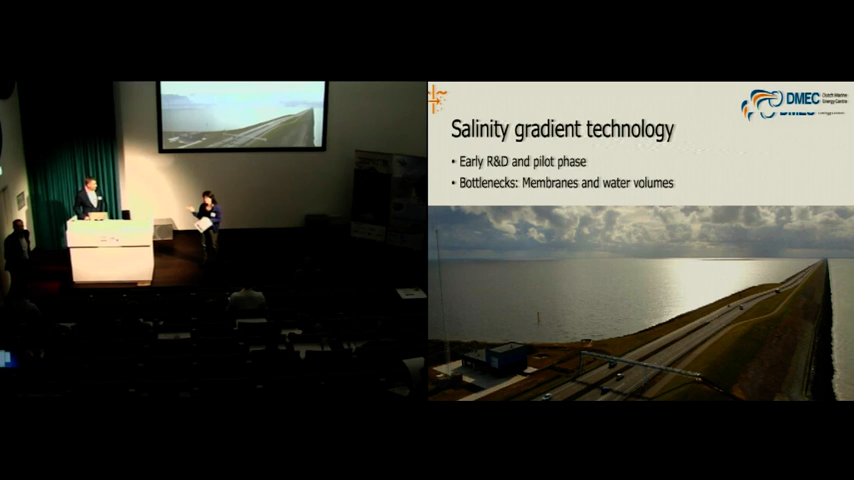 DMEC Dutch Marine
Energy Centre
Salinity gradient technology
• Early R&D and pilot phase
• Bottlenecks: Membranes and water volumes